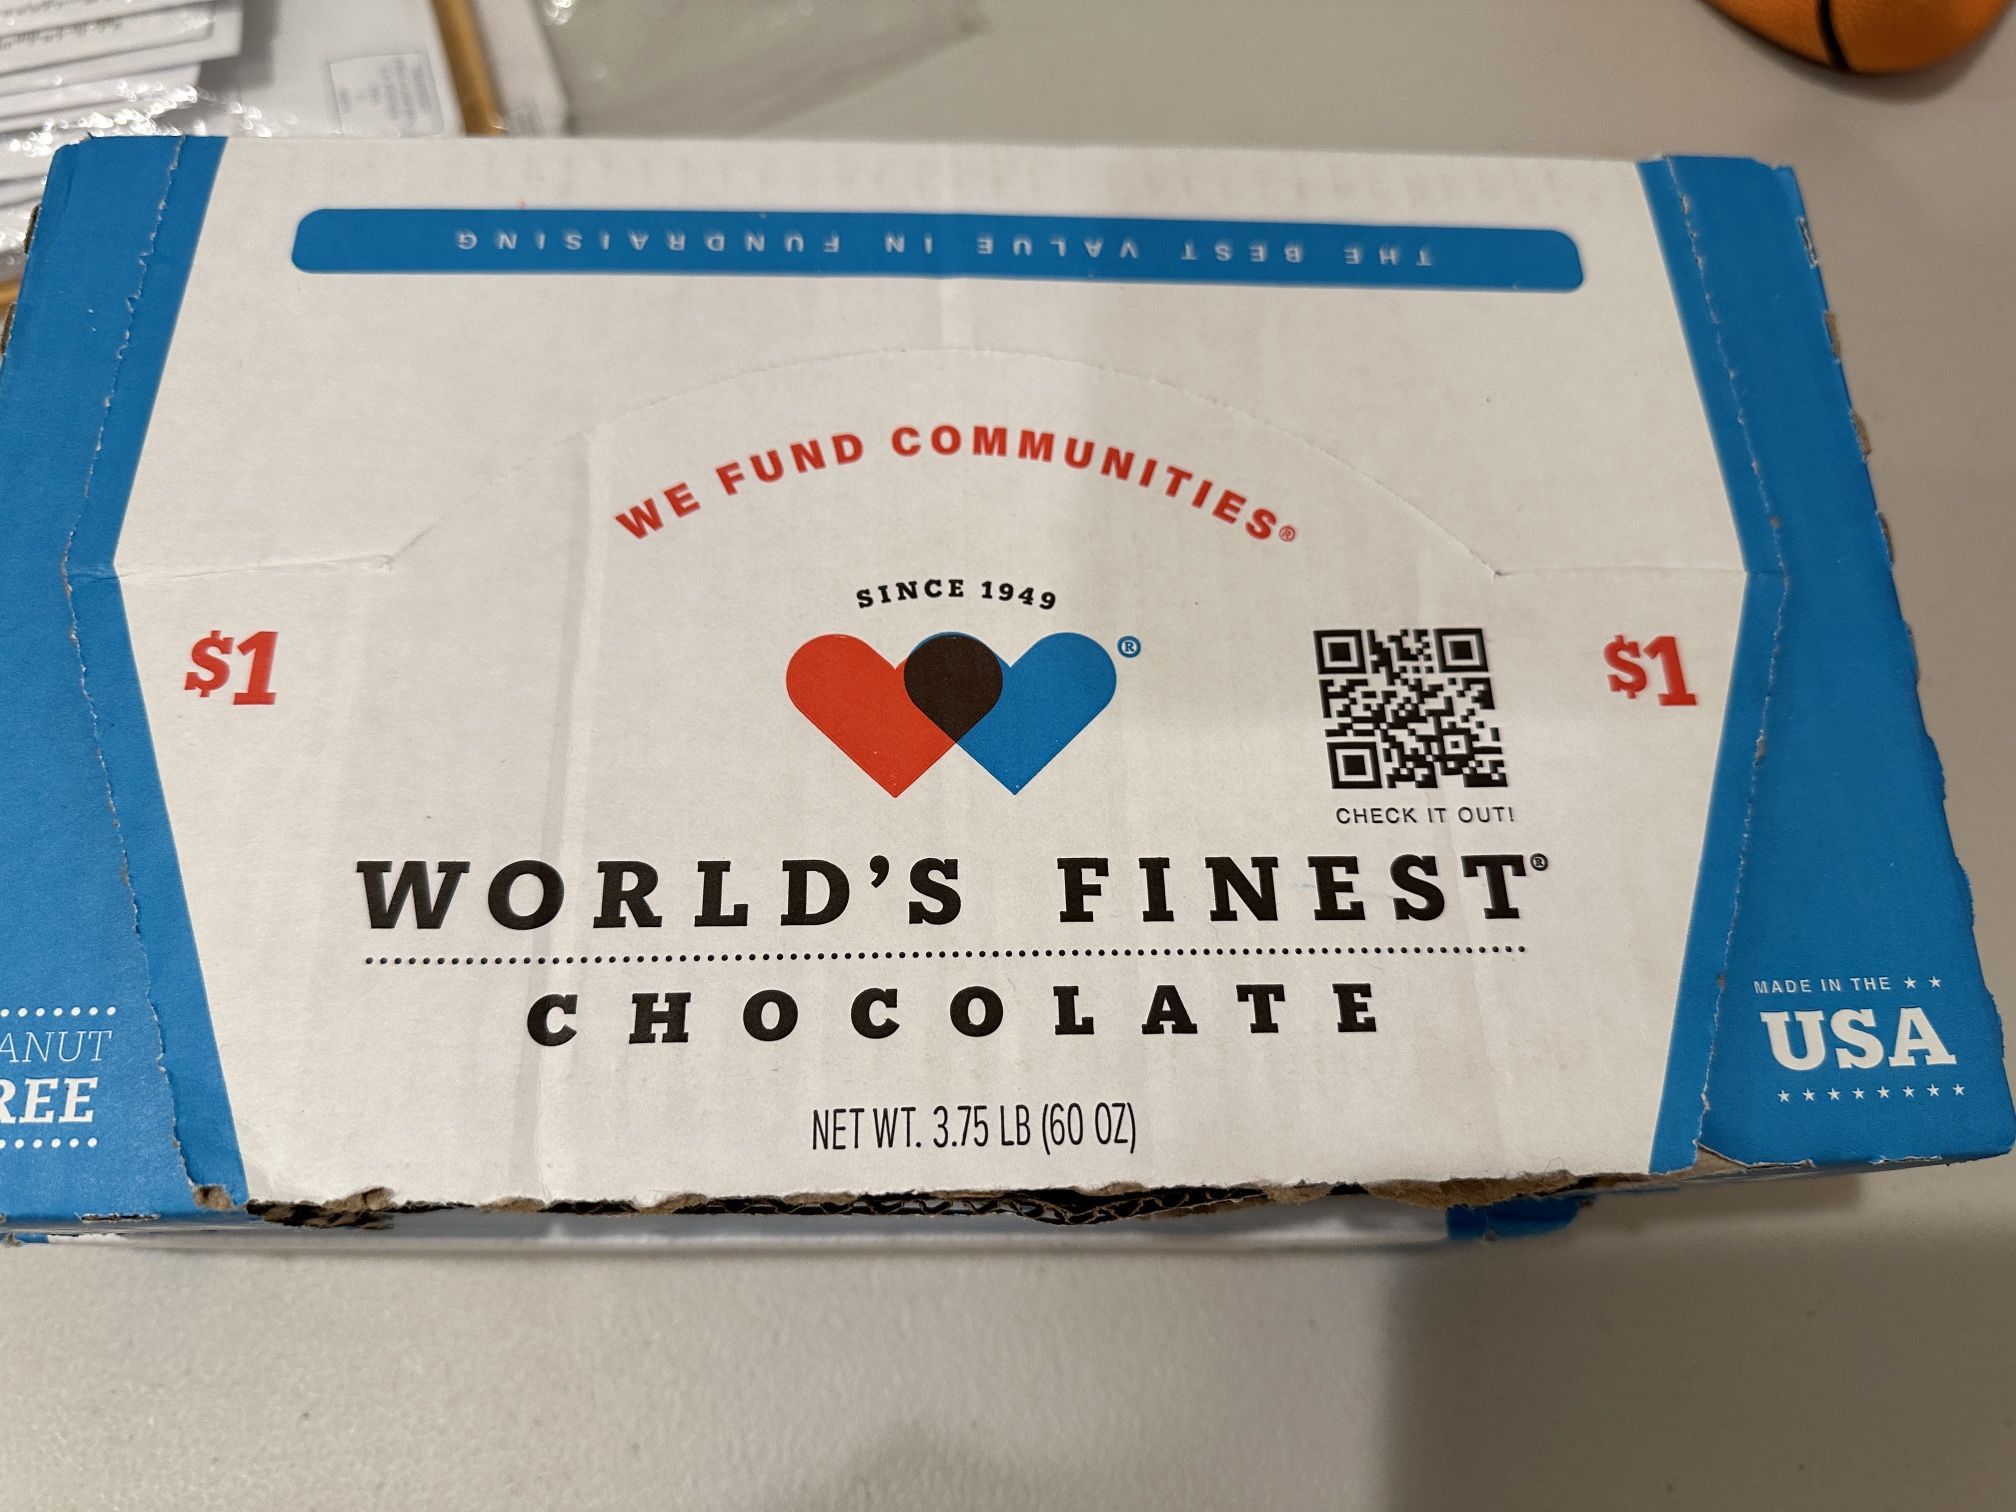 THE BEST VALUE IN FUNDRAISING
WE FUND COMMUNITIES®
SINCE 1949
®
$1
$1
CHECK IT OUT!
WORLD'S FINEST®
CHOCOLATE
NET WT. 3.75 LB (60 OZ)
ANUT
REE
MADE IN THE
USA